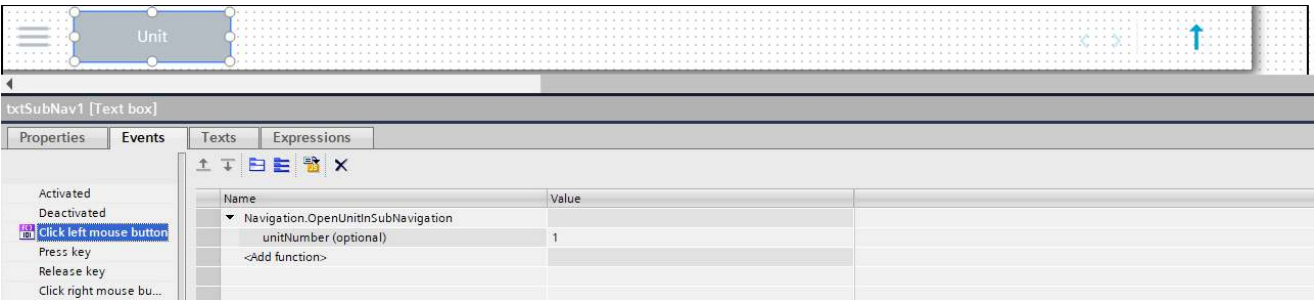 Unit
txtSubNav1 [Text box]
Properties Events Texts Expressions
Name Value
Activated
Deactivated
Navigation.OpenUnitInSubNavigation
Click left mouse button
unitNumber (optional) 1
Press key
<Add function>
Release key
Click right mouse bu...